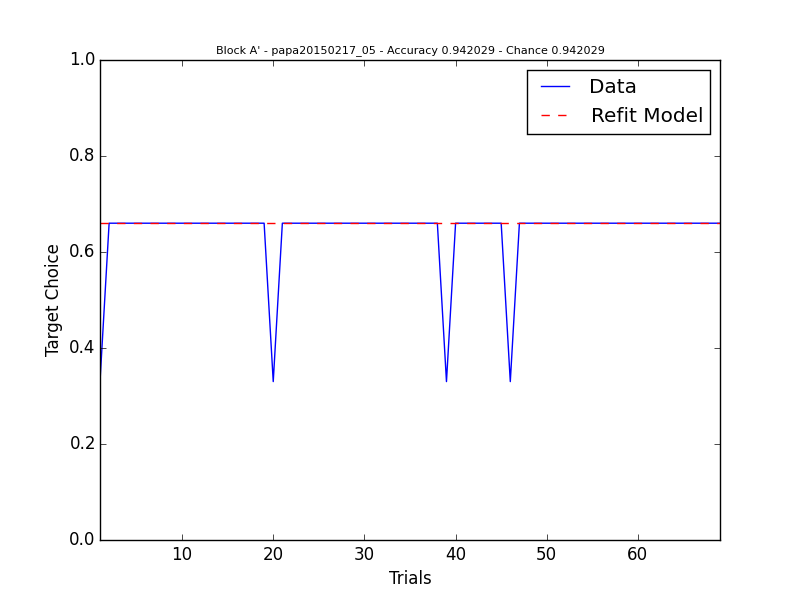 Block A' - papa20150217_05 - Accuracy 0.942029 - Chance 0.942029
1.0
0.8
0.6
0.4
0.2
0.0
Target Choice
Data
Refit Model
10 20 30 40 50 60
Trials